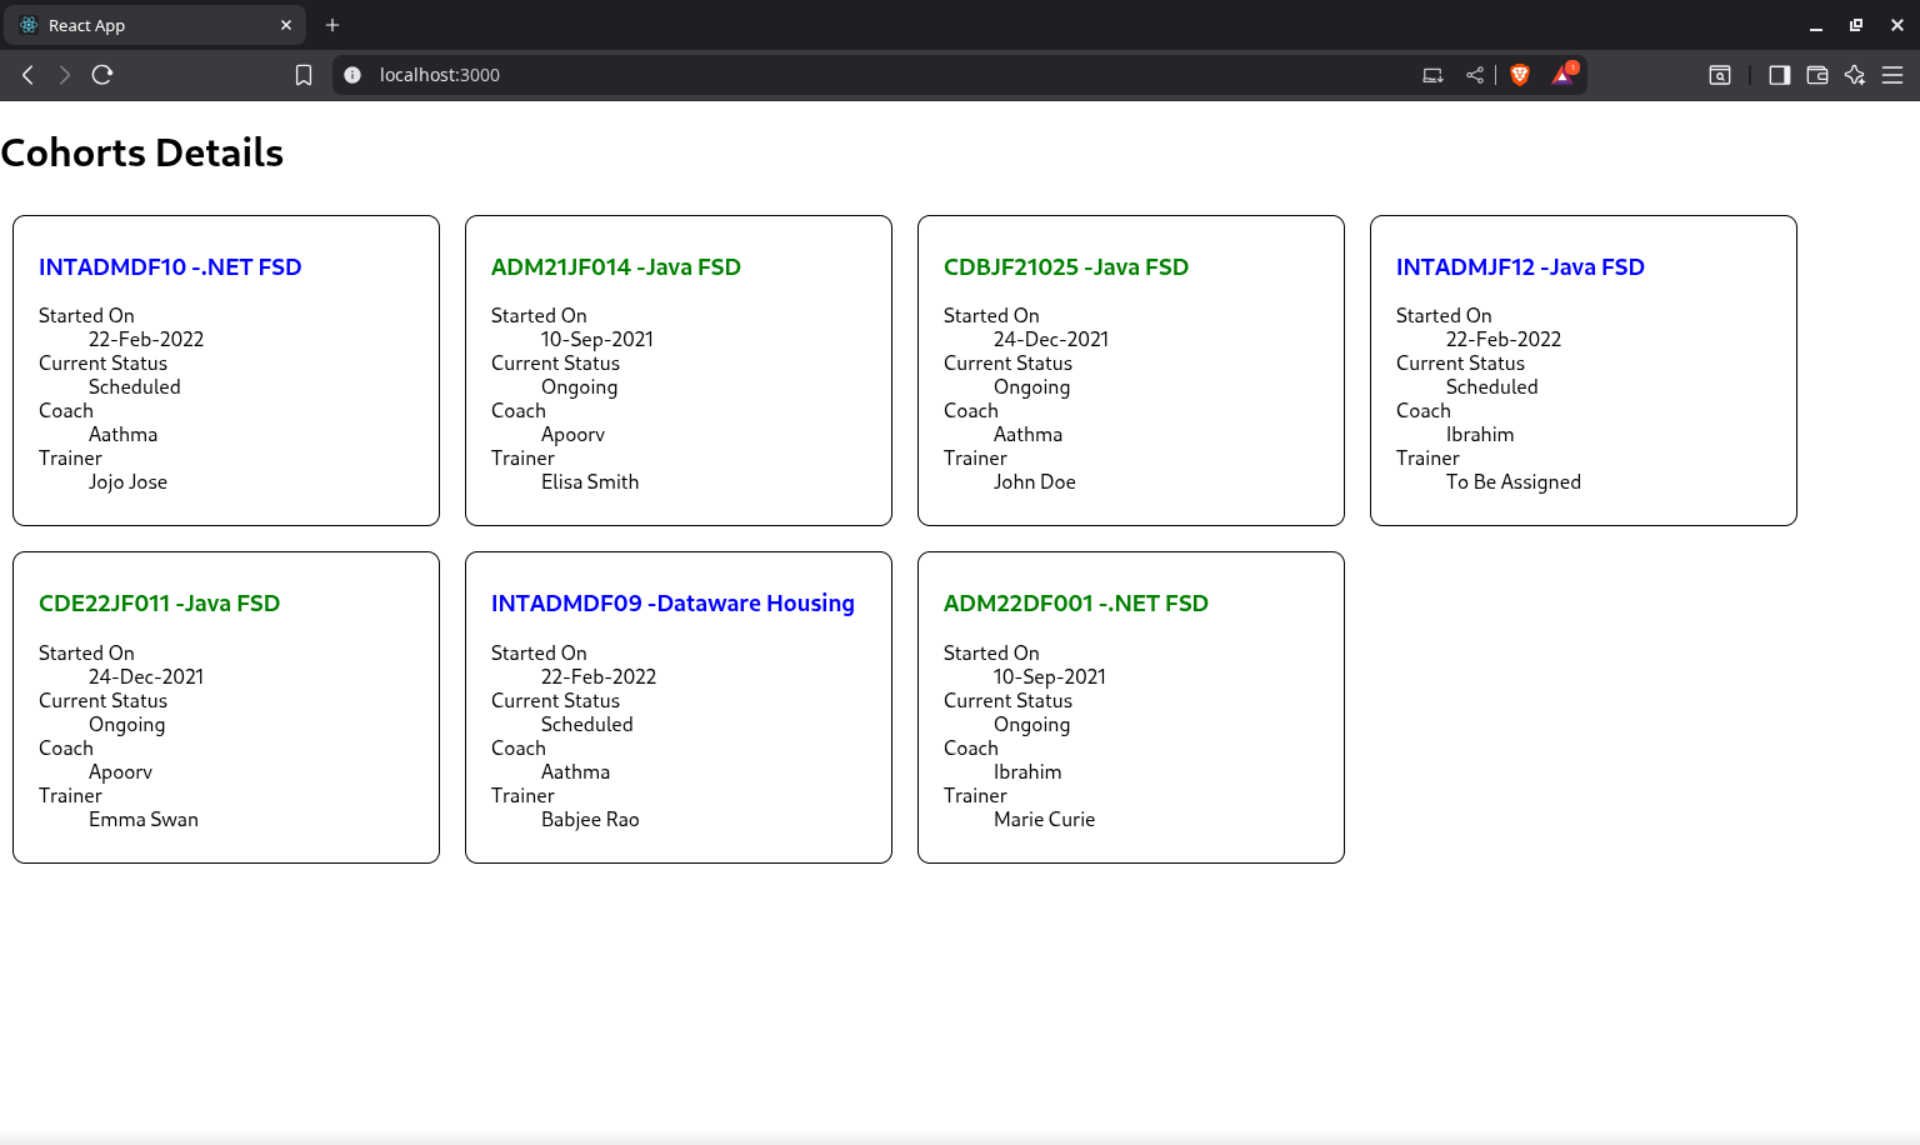 React App
localhost:3000
1
Cohorts Details
INTADMDF10 -.NET FSD
Started On
22-Feb-2022
Current Status
Scheduled
Coach
Aathma
Trainer
Jojo Jose
ADM21JF014 -Java FSD
Started On
10-Sep-2021
Current Status
Ongoing
Coach
Apoorv
Trainer
Elisa Smith
CDBJF21025 -Java FSD
Started On
24-Dec-2021
Current Status
Ongoing
Coach
Aathma
Trainer
John Doe
INTADMJF12 -Java FSD
Started On
22-Feb-2022
Current Status
Scheduled
Coach
Ibrahim
Trainer
To Be Assigned
CDE22JF011 -Java FSD
Started On
24-Dec-2021
Current Status
Ongoing
Coach
Apoorv
Trainer
Emma Swan
INTADMDF09 -Dataware Housing
Started On
22-Feb-2022
Current Status
Scheduled
Coach
Aathma
Trainer
Babjee Rao
ADM22DF001 -.NET FSD
Started On
10-Sep-2021
Current Status
Ongoing
Coach
Ibrahim
Trainer
Marie Curie